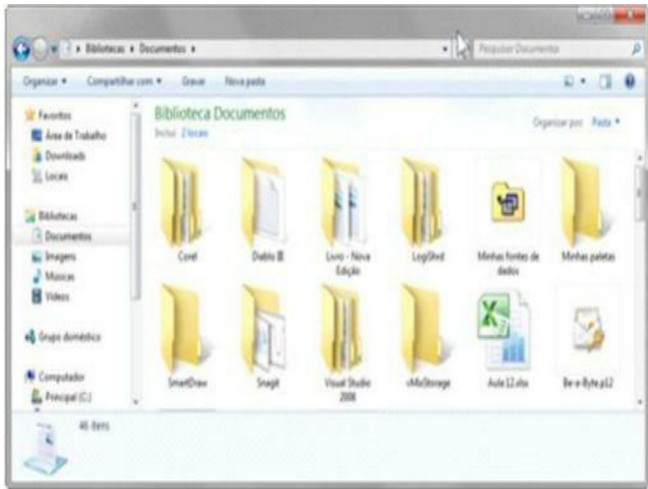 Bibliotecas Documentos
Pesquisar Documentos
Organizar Compartilhar com Gravar Nova pasta
Favoritos
Área de Trabalho
Downloads
Locais
Bibliotecas
Documentos
Imagens
Músicas
Vídeos
Grupo doméstico
Computador
Principal (C:)
Biblioteca Documentos
Inclui: 2 locais
Organizar por: Pasta
Corel
Diablo III
Livro - Nova
Edição
LogiShrd
Minhas fontes de
dados
Minhas paletas
SmartDraw
Snagit
Visual Studio
2008
vMixStorage
Aula 12.xlsx
Be-a-Byte.p12
46 itens